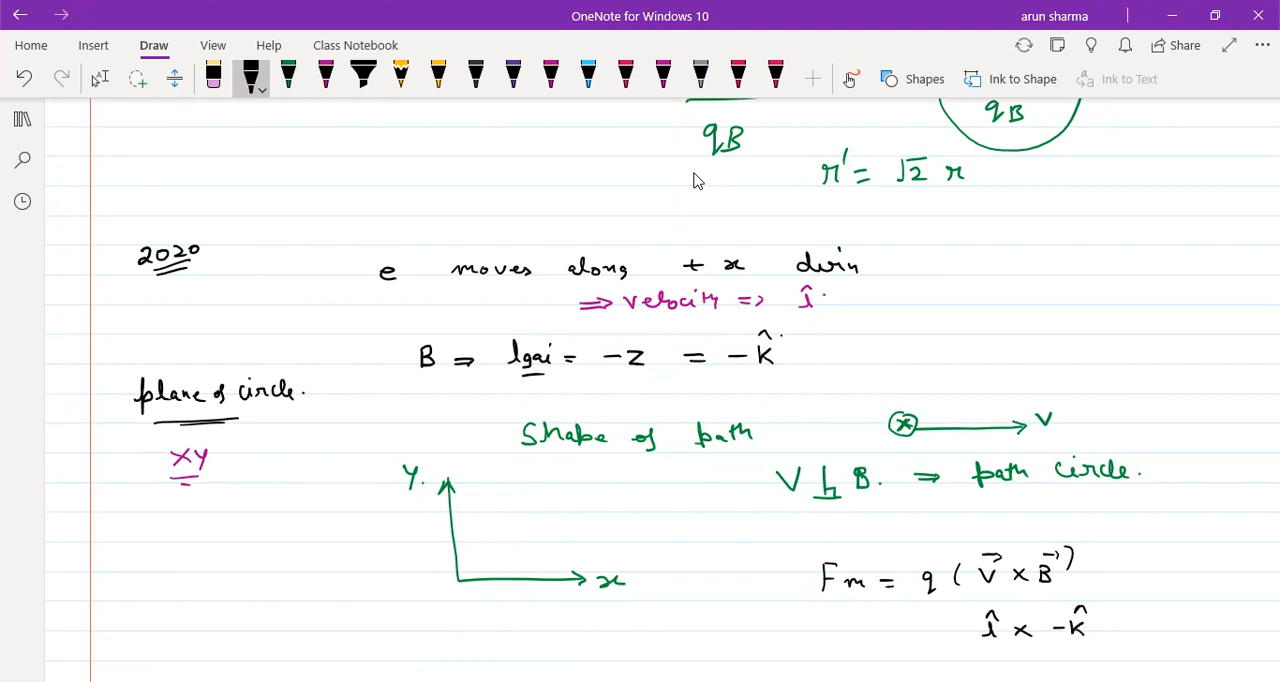 OneNote for Windows 10
arun sharma
Home Insert Draw View Help Class Notebook
Share
Shapes Ink to Shape Ink to Text
qB
qB
r' = √2 r
2020
e moves along + x dirⁿ
⇒ velocity ⇒ î
B ⇒ lgai = -z = -k̂
plane of circle.
XY
Shape of path
V
V ⊥ B. ⇒ path circle.
Y.
x
Fm = q (V⃗ × B⃗)
î × -k̂